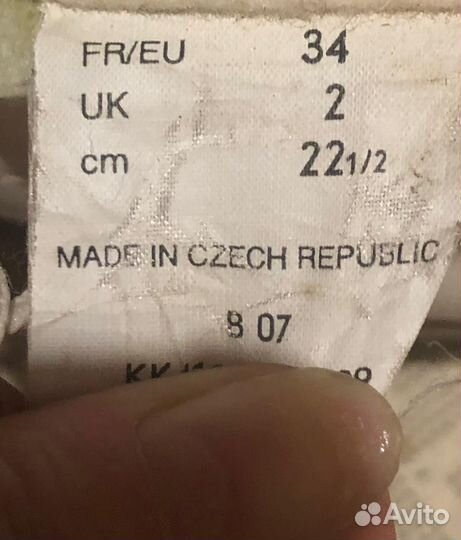 FR/EU 34
UK 2
cm 22 1/2
MADE IN CZECH REPUBLIC
8 07
Avito